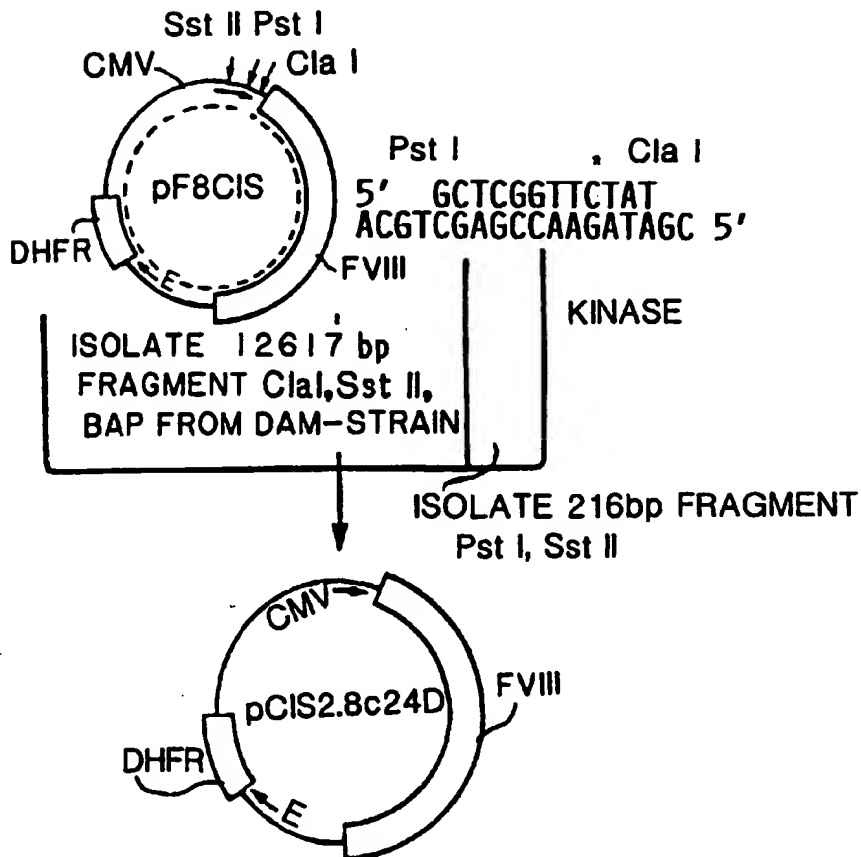 Sst II Pst I
CMV
Cla I
pF8CIS
DHFR
E
FVIII
Pst I * Cla I
5' GCTCGGTTCTAT
ACGTCGAGCCAAGATAGC 5'
KINASE
ISOLATE 12617 bp
FRAGMENT ClaI, Sst II,
BAP FROM DAM-STRAIN
ISOLATE 216bp FRAGMENT
Pst I, Sst II
CMV
pCIS2.8c24D
FVIII
DHFR
E